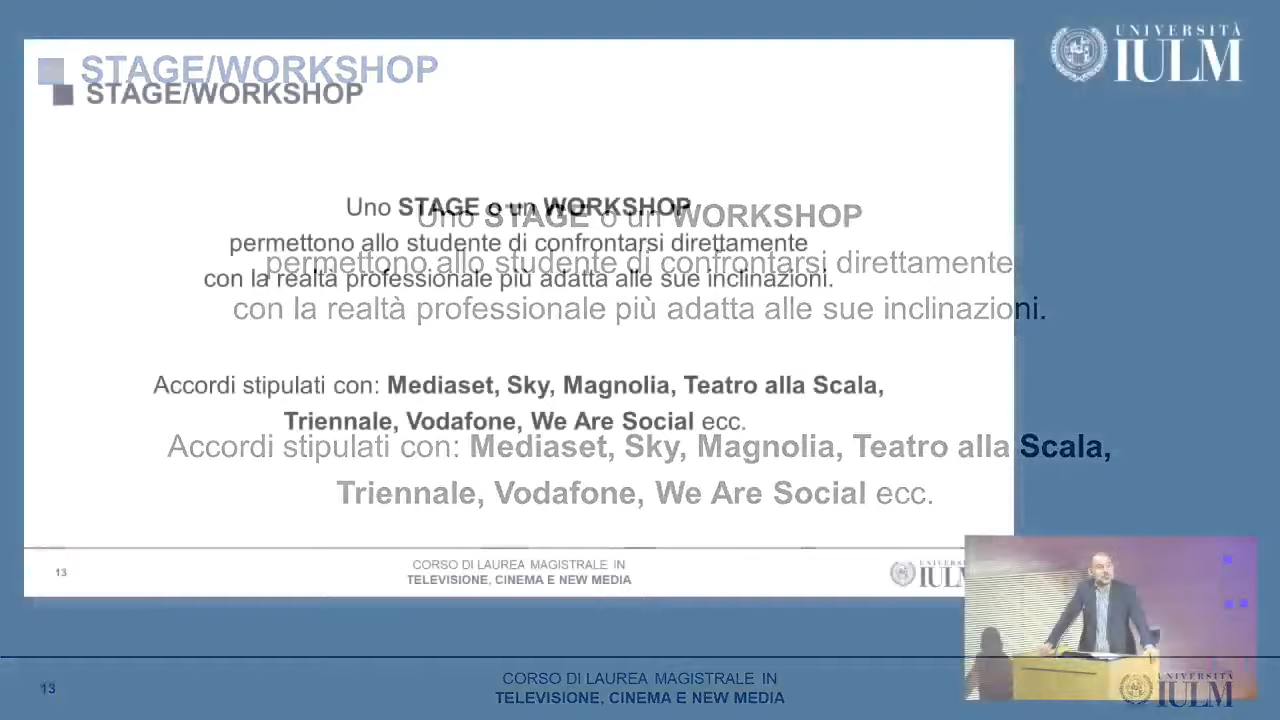 UNIVERSITÀ
IULM
STAGE/WORKSHOP
STAGE/WORKSHOP
Uno STAGE o un WORKSHOP
permettono allo studente di confrontarsi direttamente
con la realtà professionale più adatta alle sue inclinazioni.
Uno STAGE o un WORKSHOP
permettono allo studente di confrontarsi direttamente
con la realtà professionale più adatta alle sue inclinazioni.
Accordi stipulati con: Mediaset, Sky, Magnolia, Teatro alla Scala,
Triennale, Vodafone, We Are Social ecc.
Accordi stipulati con: Mediaset, Sky, Magnolia, Teatro alla Scala,
Triennale, Vodafone, We Are Social ecc.
13
CORSO DI LAUREA MAGISTRALE IN
TELEVISIONE, CINEMA E NEW MEDIA
13
CORSO DI LAUREA MAGISTRALE IN
TELEVISIONE, CINEMA E NEW MEDIA
UNIVERSITÀ
IULM